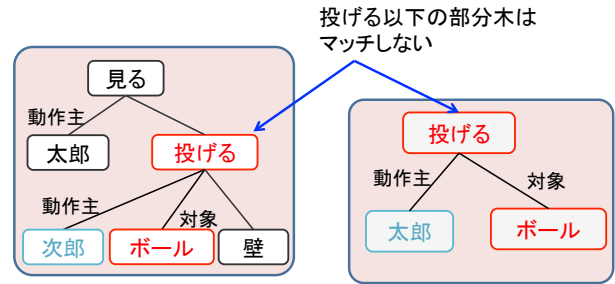 投げる以下の部分木は
マッチしない
見る
動作主
太郎
投げる
動作主
対象
次郎
ボール
壁
投げる
動作主
対象
太郎
ボール